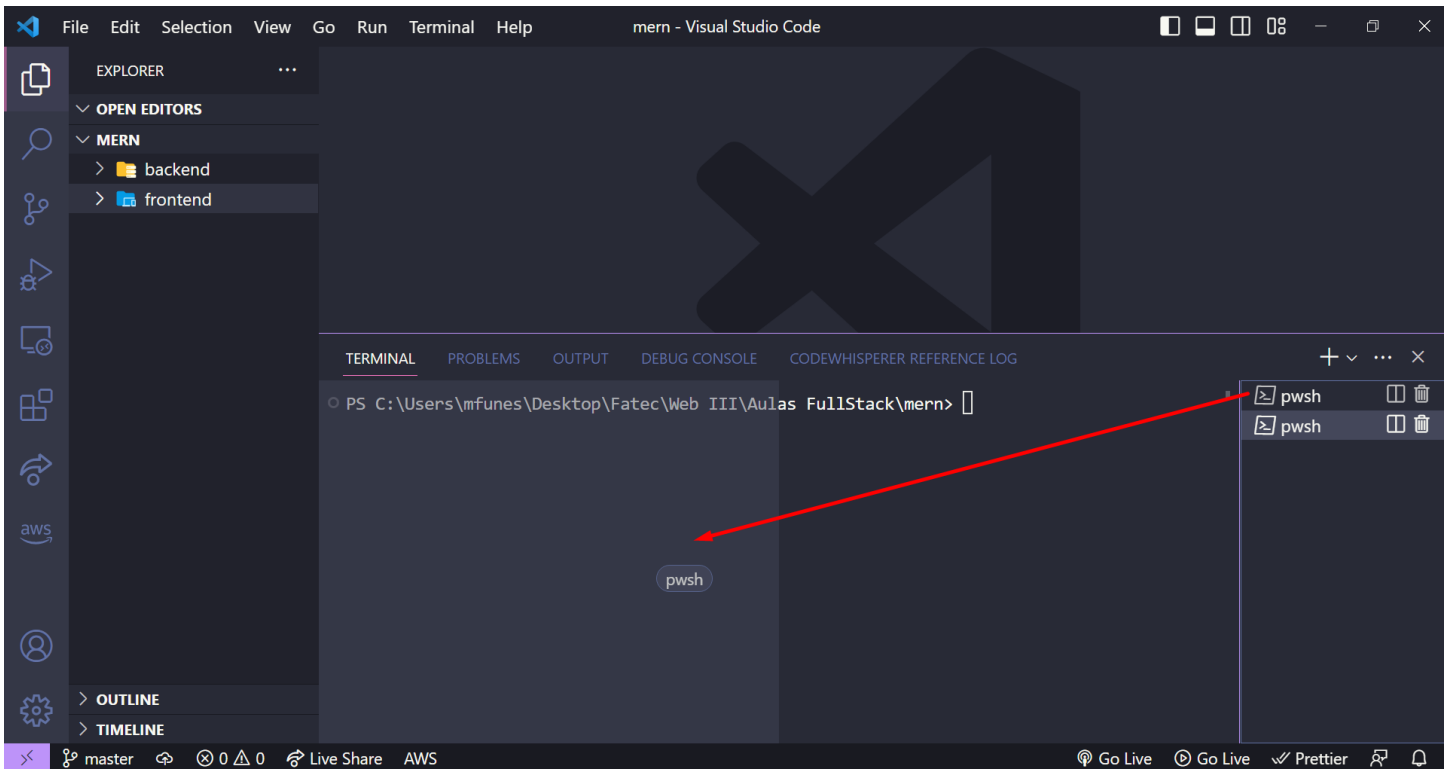 File Edit Selection View Go Run Terminal Help mern - Visual Studio Code
EXPLORER
OPEN EDITORS
MERN
backend
frontend
TERMINAL PROBLEMS OUTPUT DEBUG CONSOLE CODEWHISPERER REFERENCE LOG
PS C:\Users\mfunes\Desktop\Fatec\Web III\Aulas FullStack\mern>
pwsh
pwsh
pwsh
aws
OUTLINE
TIMELINE
master 0 0 Live Share AWS Go Live Go Live Prettier